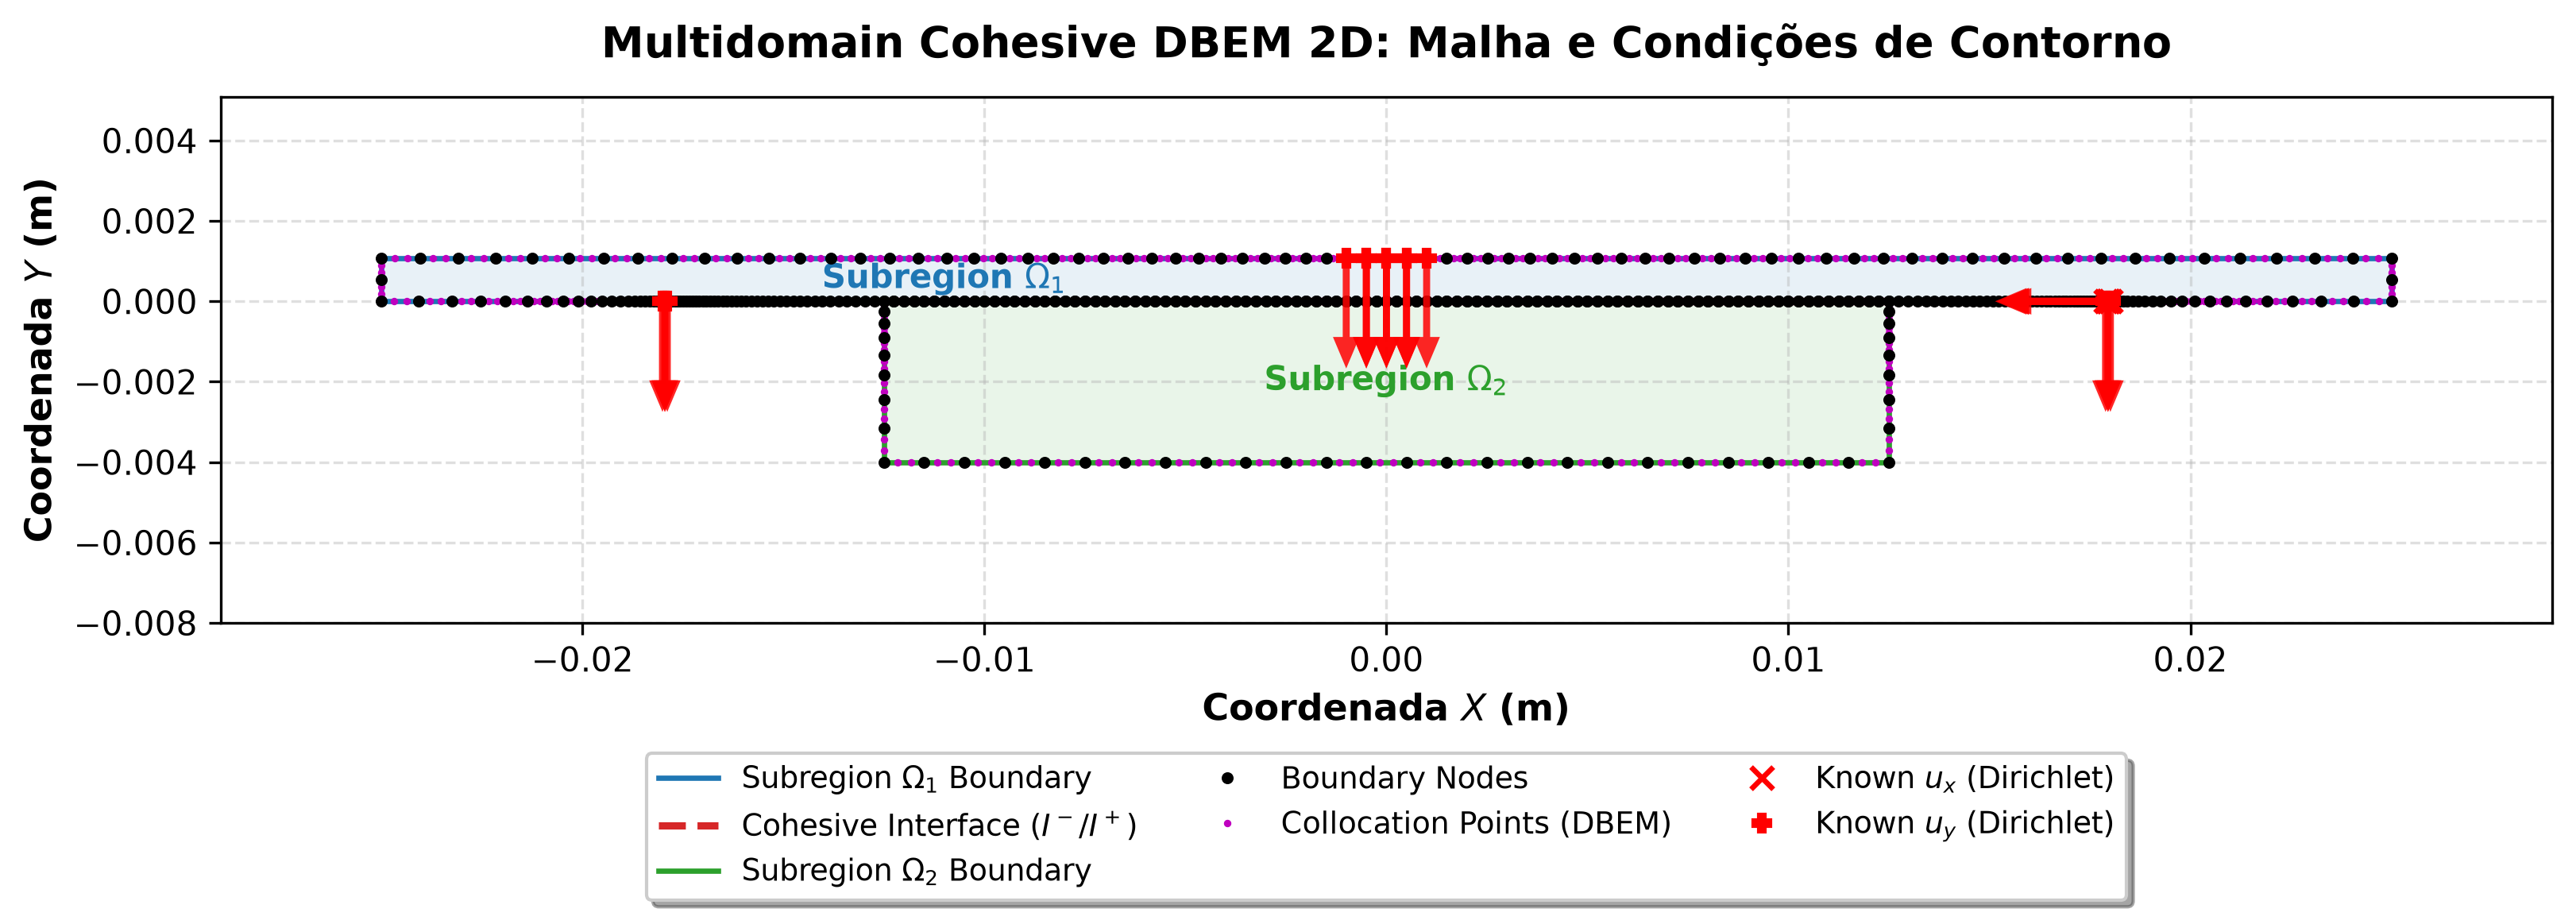 Multidomain Cohesive DBEM 2D: Malha e Condições de Contorno
Coordenada Y (m)
0.004
0.002
0.000
−0.002
−0.004
−0.006
−0.008
Subregion Ω₁
Subregion Ω₂
−0.02 −0.01 0.00 0.01 0.02
Coordenada X (m)
Subregion Ω₁ Boundary
Cohesive Interface (I⁻/I⁺)
Subregion Ω₂ Boundary
Boundary Nodes
Collocation Points (DBEM)
Known uₓ (Dirichlet)
Known u_y (Dirichlet)